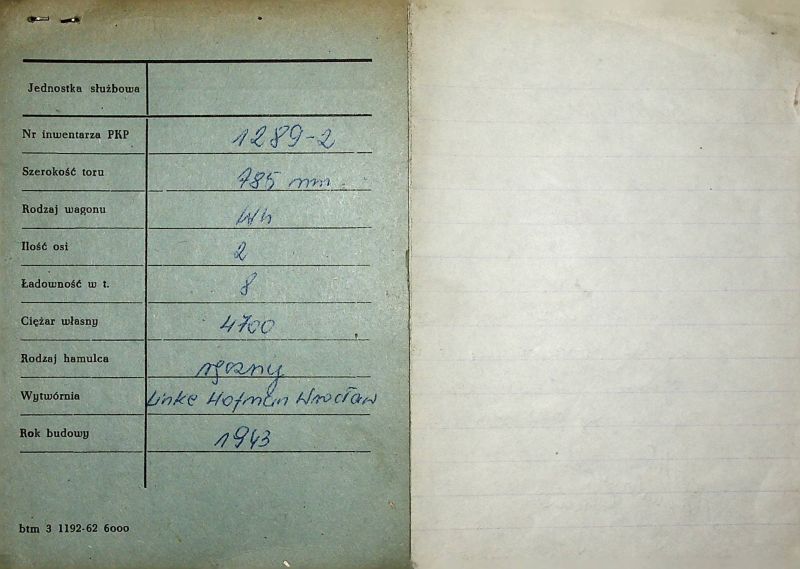 Jednostka służbowa
Nr inwentarza PKP 1289-2
Szerokość toru 785 mm
Rodzaj wagonu Wh
Ilość osi 2
Ładowność w t. 8
Ciężar własny 4700
Rodzaj hamulca ręczny
Wytwórnia Linke Hofman Wrocław
Rok budowy 1943
btm 3 1192-62 6000